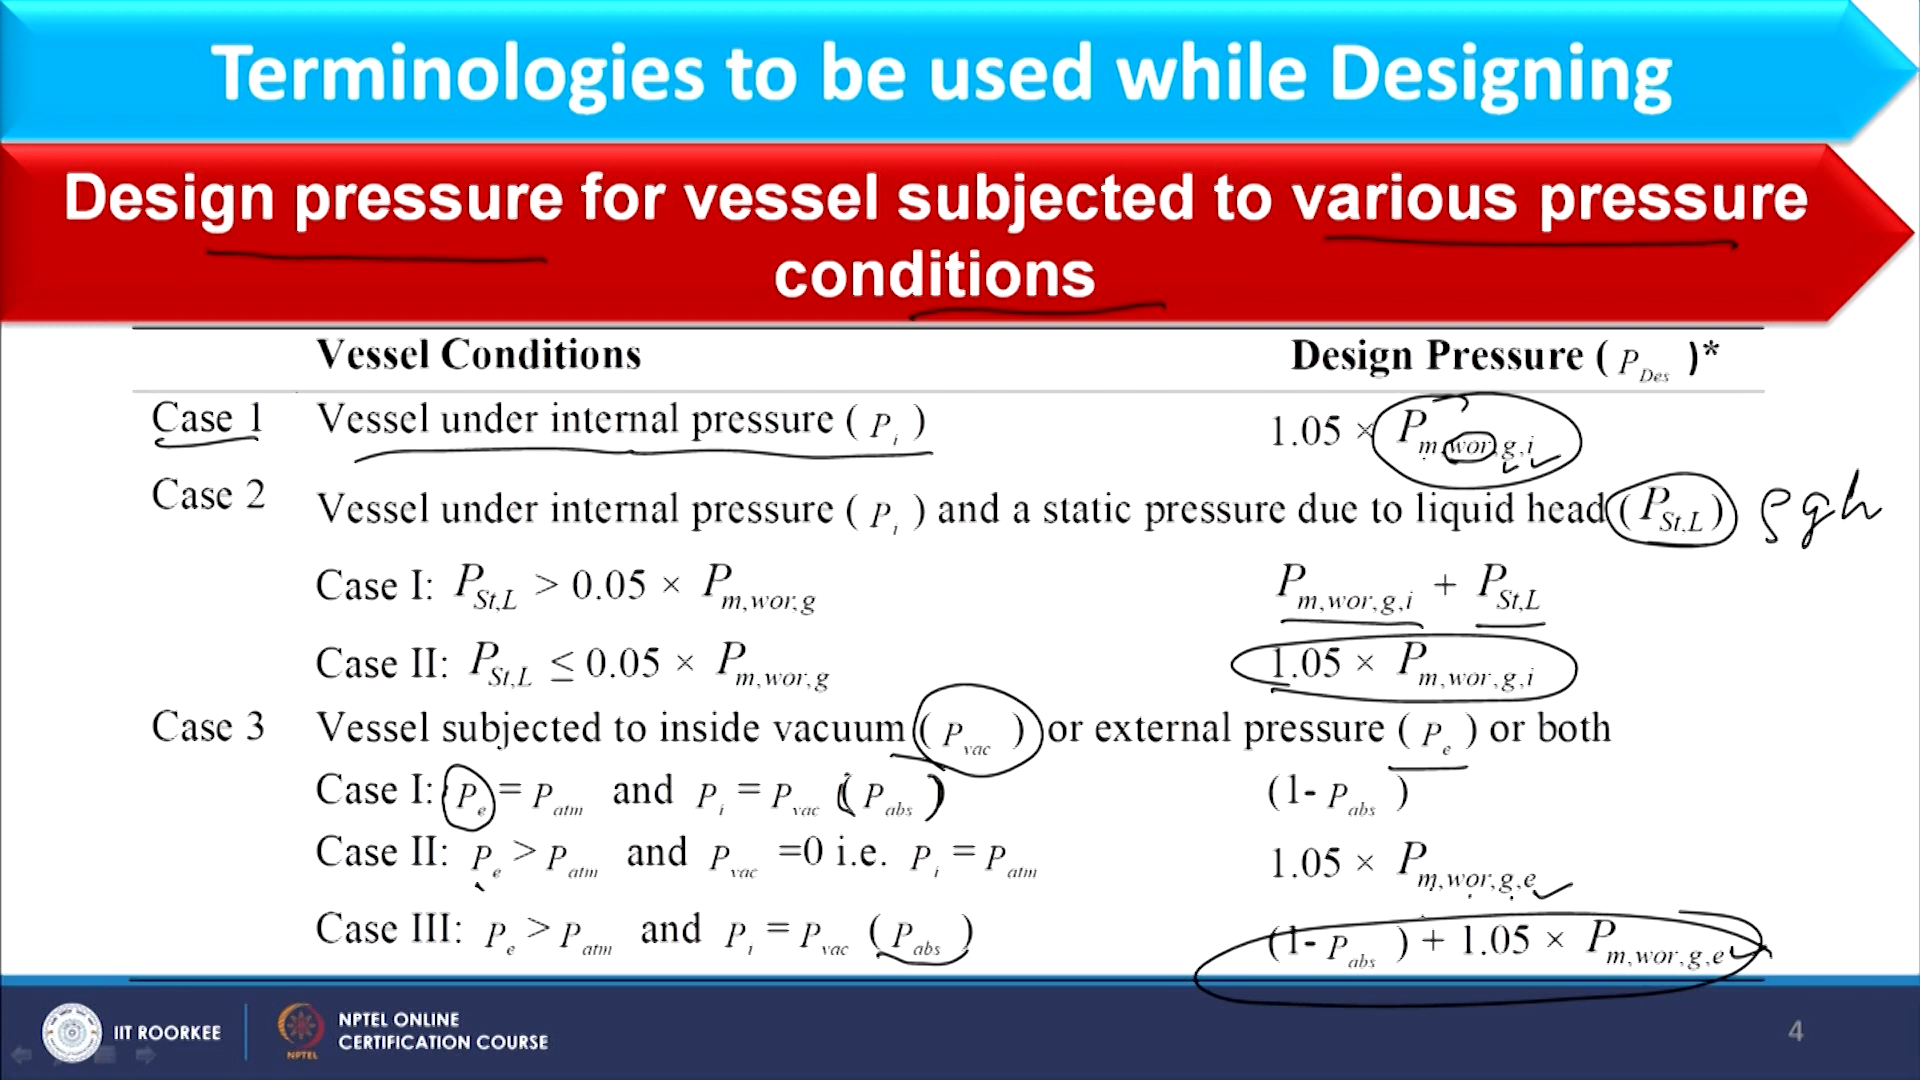 Terminologies to be used while Designing
Design pressure for vessel subjected to various pressure
conditions
Vessel Conditions Design Pressure ( P_Des )*
Case 1 Vessel under internal pressure ( P_i ) 1.05 × P_m,wor,g,i
Case 2 Vessel under internal pressure ( P_i ) and a static pressure due to liquid head ( P_St,L ) ρgh
Case I: P_St,L > 0.05 × P_m,wor,g P_m,wor,g,i + P_St,L
Case II: P_St,L ≤ 0.05 × P_m,wor,g 1.05 × P_m,wor,g,i
Case 3 Vessel subjected to inside vacuum ( P_vac ) or external pressure ( P_e ) or both
Case I: P_e = P_atm and P_i = P_vac ( P_abs ) (1- P_abs )
Case II: P_e > P_atm and P_vac =0 i.e. P_i = P_atm 1.05 × P_m,wor,g,e
Case III: P_e > P_atm and P_i = P_vac ( P_abs ) (1- P_abs ) + 1.05 × P_m,wor,g,e
IIT ROORKEE
NPTEL
NPTEL ONLINE
CERTIFICATION COURSE
4